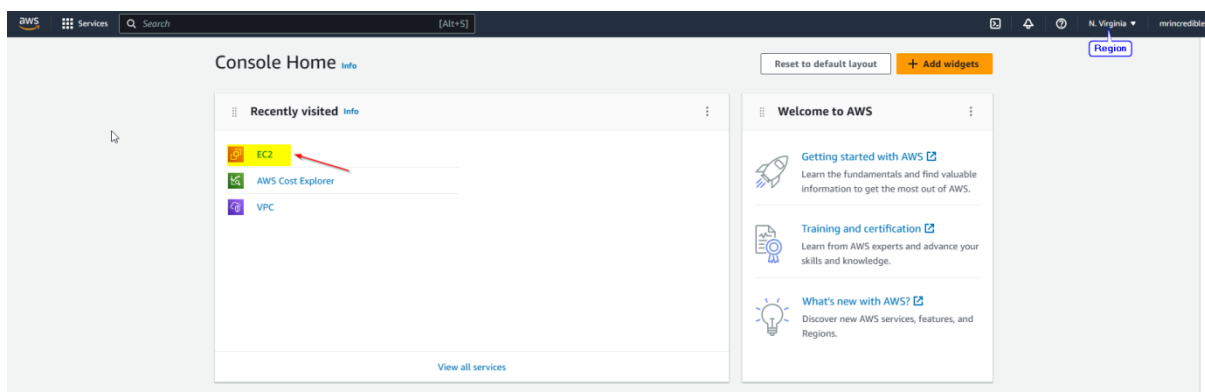 aws Services Search [Alt+S] N. Virginia ▼ mrincredible
Region
Console Home Info
Reset to default layout
+ Add widgets
Recently visited Info
EC2
AWS Cost Explorer
VPC
View all services
Welcome to AWS
Getting started with AWS
Learn the fundamentals and find valuable
information to get the most out of AWS.
Training and certification
Learn from AWS experts and advance your
skills and knowledge.
What's new with AWS?
Discover new AWS services, features, and
Regions.